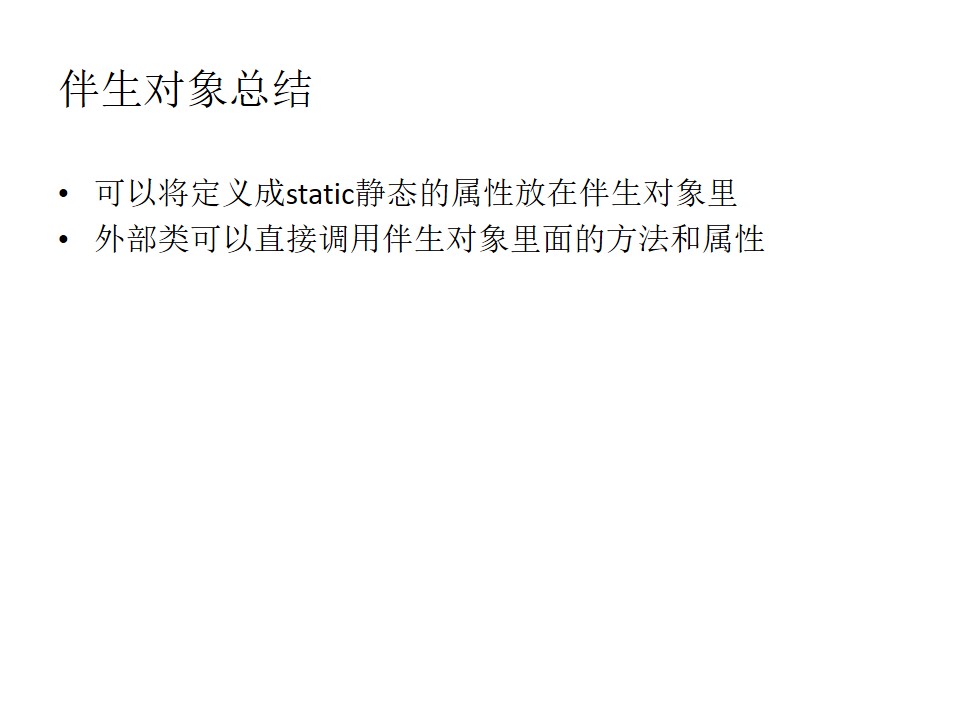 伴生对象总结
• 可以将定义成static静态的属性放在伴生对象里
• 外部类可以直接调用伴生对象里面的方法和属性